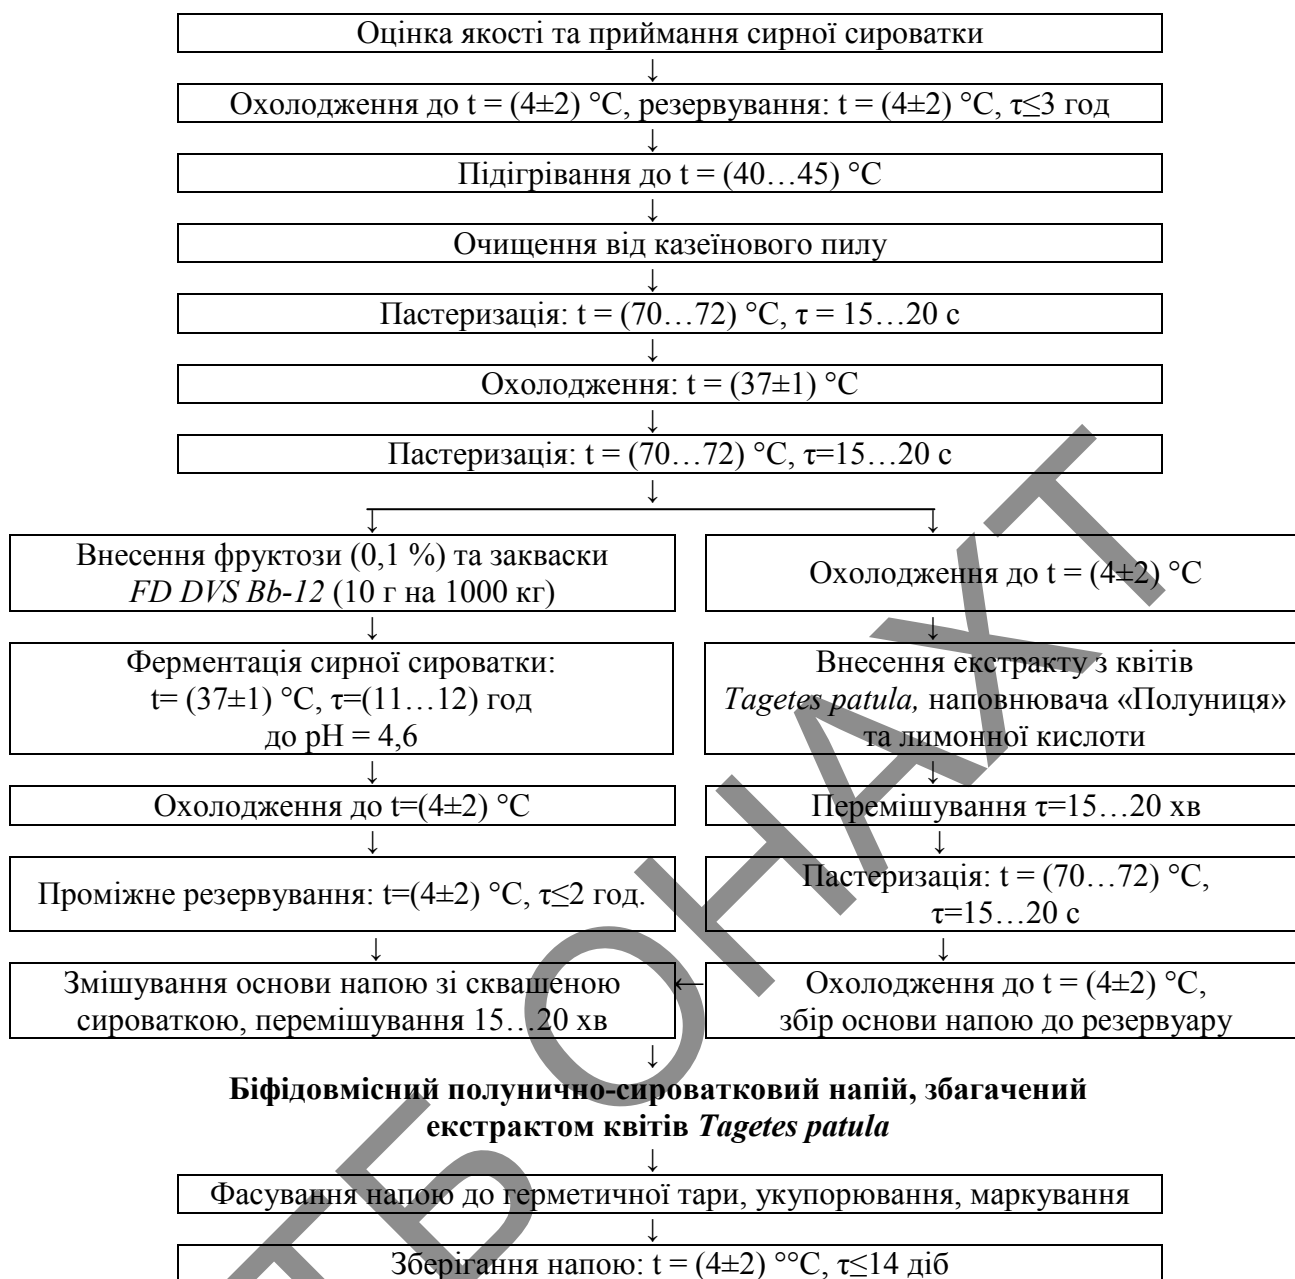 Оцінка якості та приймання сирної сироватки
↓
Охолодження до t = (4±2) °C, резервування: t = (4±2) °C, τ≤3 год
↓
Підігрівання до t = (40…45) °C
↓
Очищення від казеїнового пилу
↓
Пастеризація: t = (70…72) °C, τ = 15…20 с
↓
Охолодження: t = (37±1) °C
↓
Пастеризація: t = (70…72) °C, τ=15…20 с
↓
Внесення фруктози (0,1 %) та закваски
FD DVS Bb-12 (10 г на 1000 кг)
↓
Ферментація сирної сироватки:
t= (37±1) °C, τ=(11…12) год
до pH = 4,6
↓
Охолодження до t=(4±2) °C
↓
Проміжне резервування: t=(4±2) °C, τ≤2 год.
↓
Змішування основи напою зі сквашеною
сироваткою, перемішування 15…20 хв
Охолодження до t = (4±2) °C
↓
Внесення екстракту з квітів
Tagetes patula, наповнювача «Полуниця»
та лимонної кислоти
↓
Перемішування τ=15…20 хв
↓
Пастеризація: t = (70…72) °C,
τ=15…20 с
↓
Охолодження до t = (4±2) °C,
збір основи напою до резервуару
←
↓
Біфідовмісний полунично-сироватковий напій, збагачений
екстрактом квітів Tagetes patula
↓
Фасування напою до герметичної тари, укупорювання, маркування
↓
Зберігання напою: t = (4±2) °°C, τ≤14 діб
ТЬ ОНАХТ